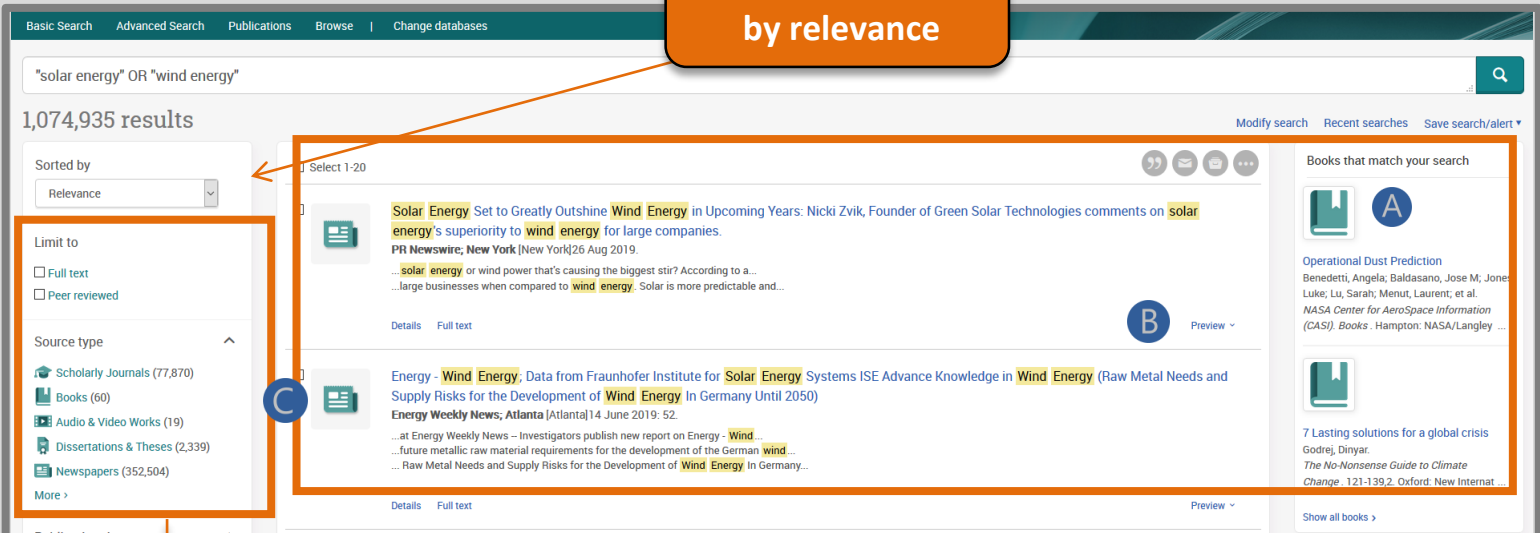 by relevance
Basic Search Advanced Search Publications Browse | Change databases
"solar energy" OR "wind energy"
1,074,935 results
Modify search Recent searches Save search/alert
Sorted by
Relevance
Limit to
Full text
Peer reviewed
Source type
Scholarly Journals (77,870)
Books (60)
Audio & Video Works (19)
Dissertations & Theses (2,339)
Newspapers (352,504)
More >
Select 1-20
Solar Energy Set to Greatly Outshine Wind Energy in Upcoming Years: Nicki Zvik, Founder of Green Solar Technologies comments on solar
energy's superiority to wind energy for large companies.
PR Newswire; New York [New York]26 Aug 2019.
...solar energy or wind power that's causing the biggest stir? According to a...
...large businesses when compared to wind energy. Solar is more predictable and...
Details Full text
B
Preview
C
Energy - Wind Energy; Data from Fraunhofer Institute for Solar Energy Systems ISE Advance Knowledge in Wind Energy (Raw Metal Needs and
Supply Risks for the Development of Wind Energy In Germany Until 2050)
Energy Weekly News; Atlanta [Atlanta]14 June 2019: 52.
...at Energy Weekly News -- Investigators publish new report on Energy - Wind...
...future metallic raw material requirements for the development of the German wind...
... Raw Metal Needs and Supply Risks for the Development of Wind Energy In Germany...
Details Full text
Preview
Books that match your search
A
Operational Dust Prediction
Benedetti, Angela; Baldasano, Jose M; Jones
Luke; Lu, Sarah; Menut, Laurent; et al.
NASA Center for AeroSpace Information
(CASI). Books . Hampton: NASA/Langley ...
7 Lasting solutions for a global crisis
Godrej, Dinyar.
The No-Nonsense Guide to Climate
Change . 121-139,2. Oxford: New Internat ...
Show all books >